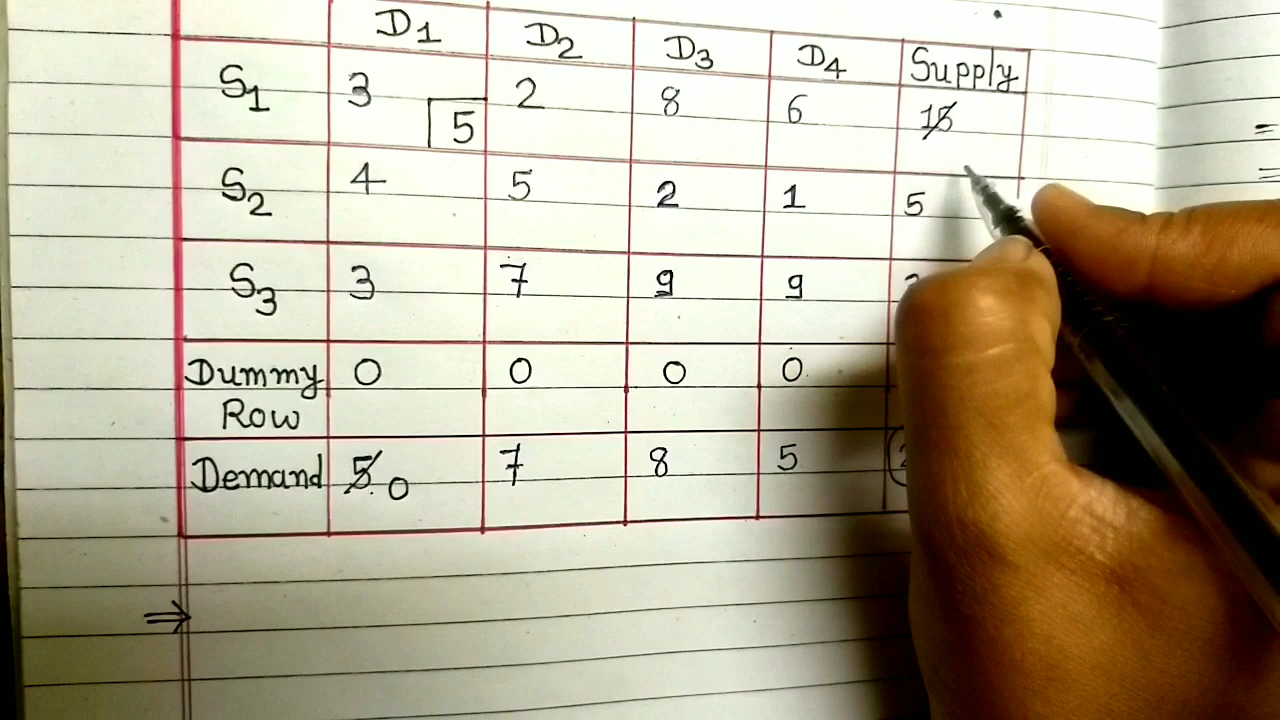 D1 D2 D3 D4 Supply
S1 3 5 2 8 6 15
S2 4 5 2 1 5
S3 3 7 9 9
Dummy Row 0 0 0 0
Demand 5 0 7 8 5
⇒
=
=